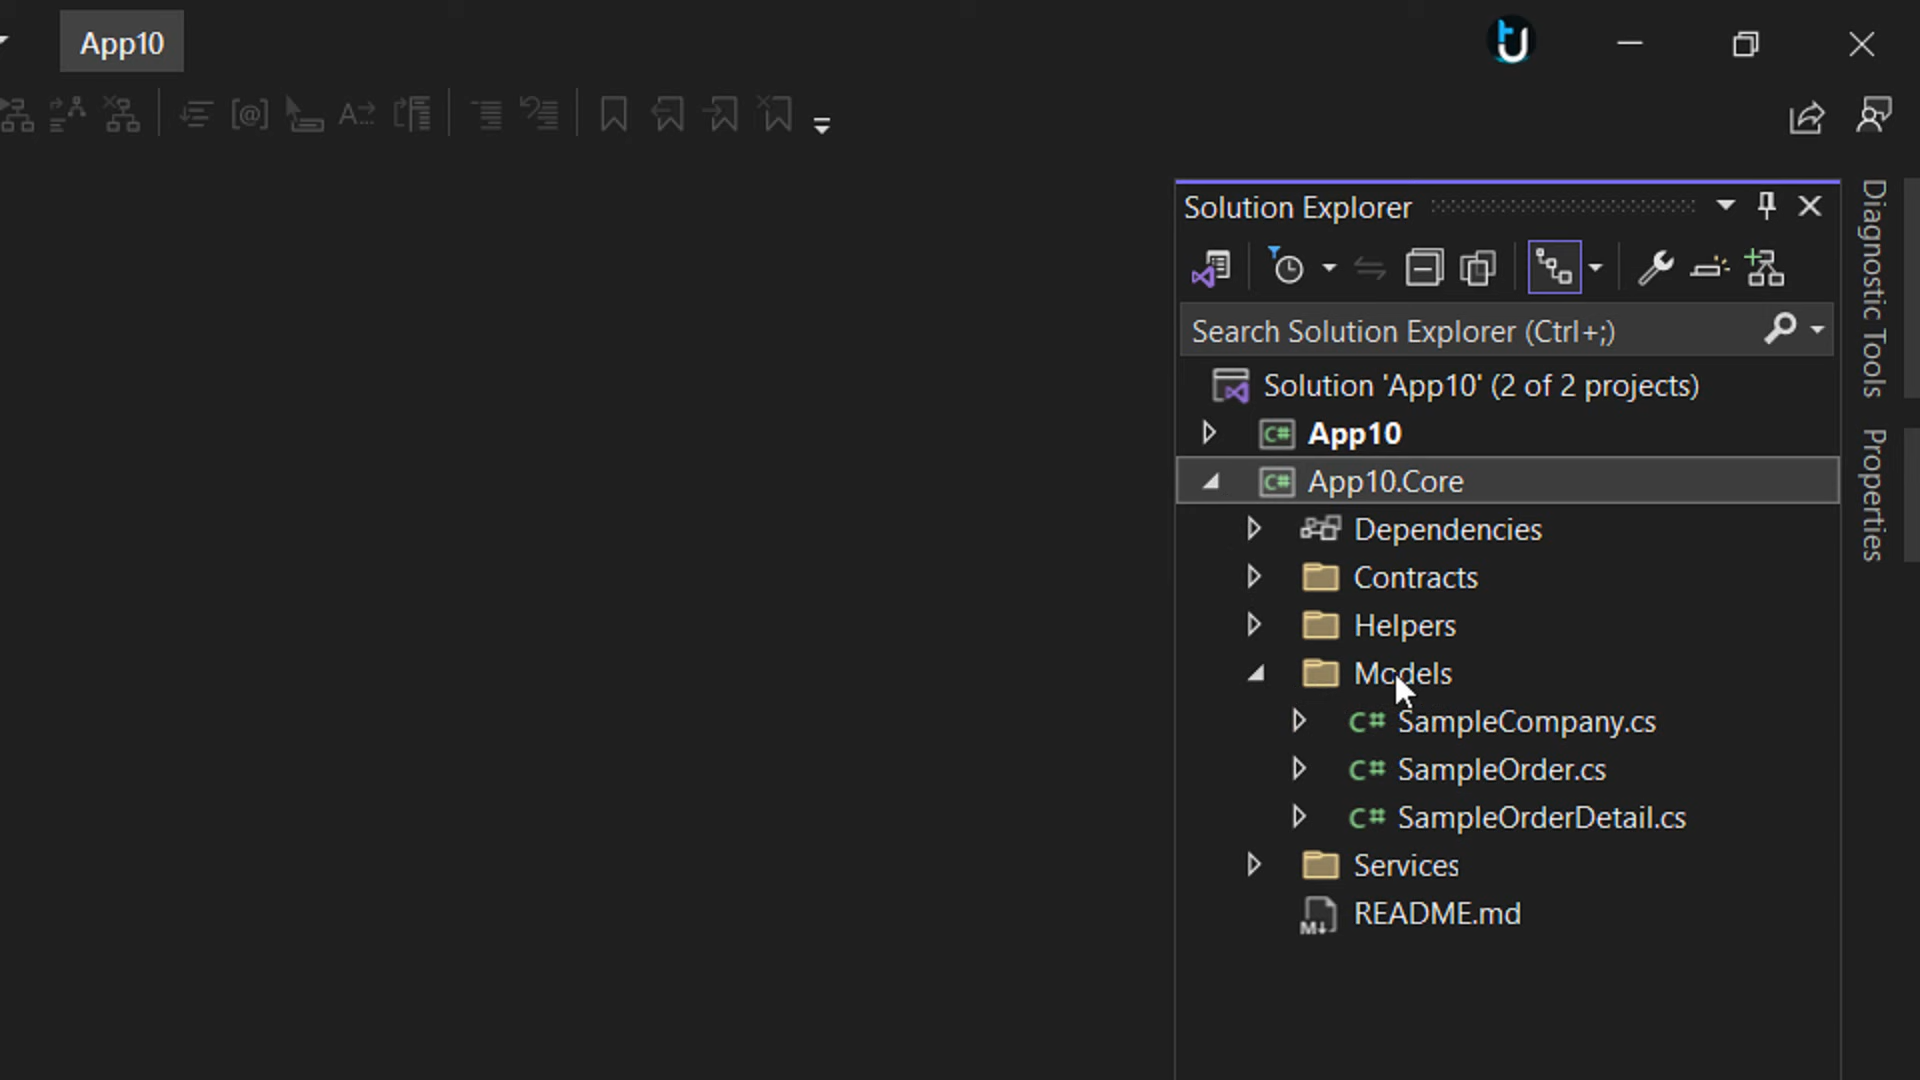 App10
Solution Explorer
Search Solution Explorer (Ctrl+;)
Solution 'App10' (2 of 2 projects)
C# App10
C# App10.Core
Dependencies
Contracts
Helpers
Models
C# SampleCompany.cs
C# SampleOrder.cs
C# SampleOrderDetail.cs
Services
README.md
Diagnostic Tools
Properties